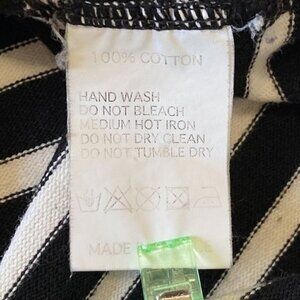 100% COTTON
HAND WASH
DO NOT BLEACH
MEDIUM HOT IRON
DO NOT DRY CLEAN
DO NOT TUMBLE DRY
MADE